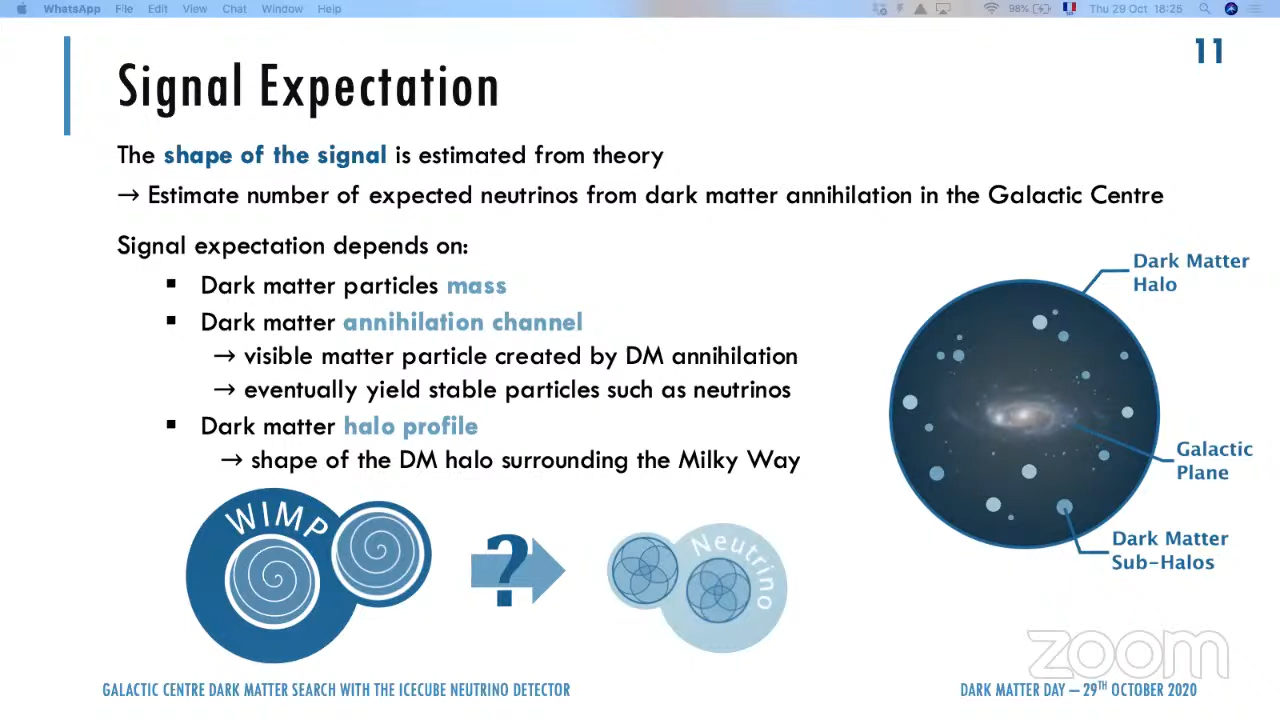 WhatsApp File Edit View Chat Window Help 98% Thu 29 Oct 18:25
11
Signal Expectation
The shape of the signal is estimated from theory
→ Estimate number of expected neutrinos from dark matter annihilation in the Galactic Centre
Signal expectation depends on:
▪ Dark matter particles mass
▪ Dark matter annihilation channel
→ visible matter particle created by DM annihilation
→ eventually yield stable particles such as neutrinos
▪ Dark matter halo profile
→ shape of the DM halo surrounding the Milky Way
Dark Matter
Halo
Galactic
Plane
Dark Matter
Sub-Halos
WIMP
?
Neutrino
zoom
GALACTIC CENTRE DARK MATTER SEARCH WITH THE ICECUBE NEUTRINO DETECTOR
DARK MATTER DAY – 29TH OCTOBER 2020